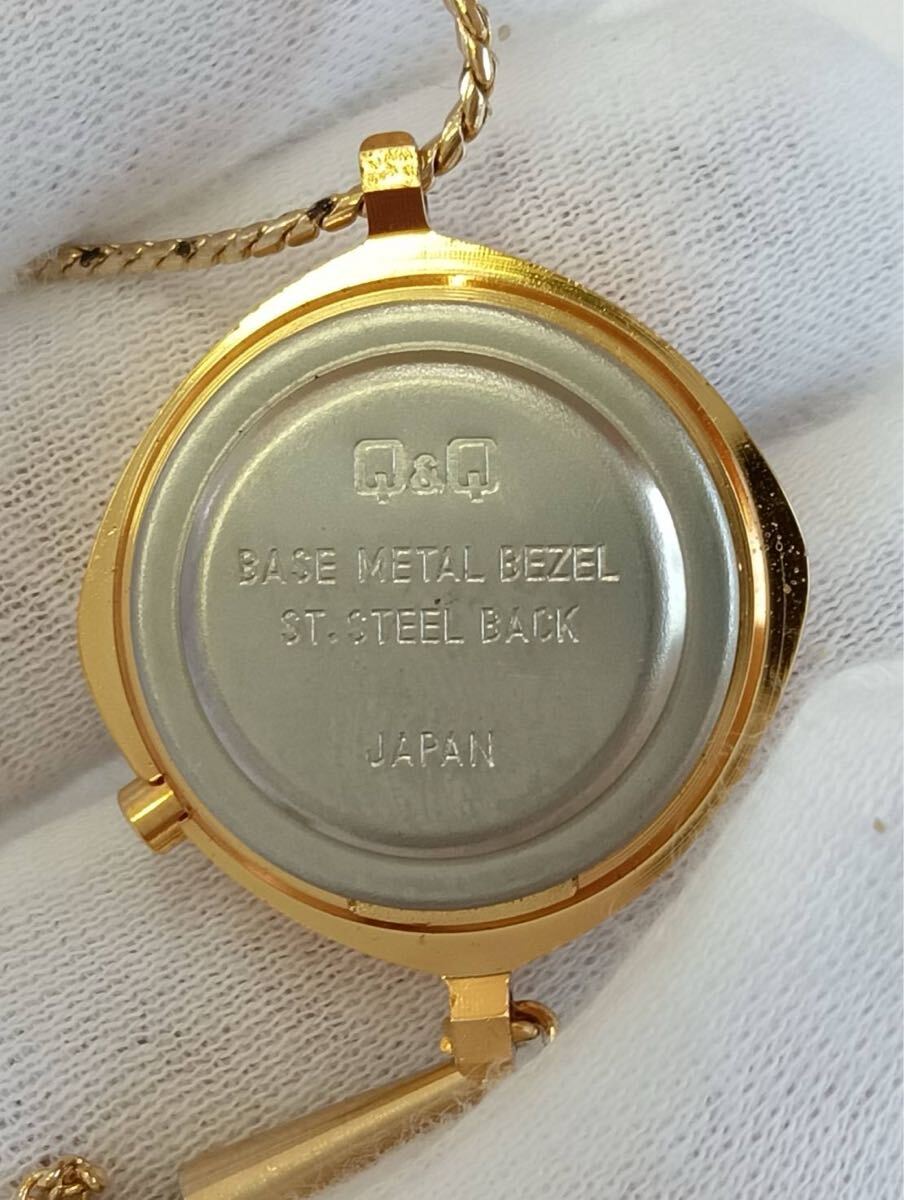 Q&Q
BASE METAL BEZEL
ST.STEEL BACK
JAPAN